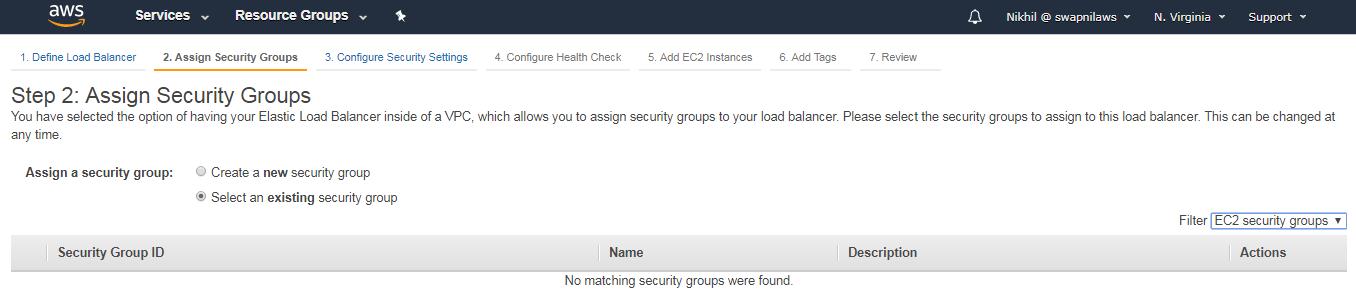 aws Services Resource Groups Nikhil @ swapnilaws N. Virginia Support
1. Define Load Balancer 2. Assign Security Groups 3. Configure Security Settings 4. Configure Health Check 5. Add EC2 Instances 6. Add Tags 7. Review
Step 2: Assign Security Groups
You have selected the option of having your Elastic Load Balancer inside of a VPC, which allows you to assign security groups to your load balancer. Please select the security groups to assign to this load balancer. This can be changed at
any time.
Assign a security group: Create a new security group
Select an existing security group
Filter EC2 security groups
Security Group ID Name Description Actions
No matching security groups were found.